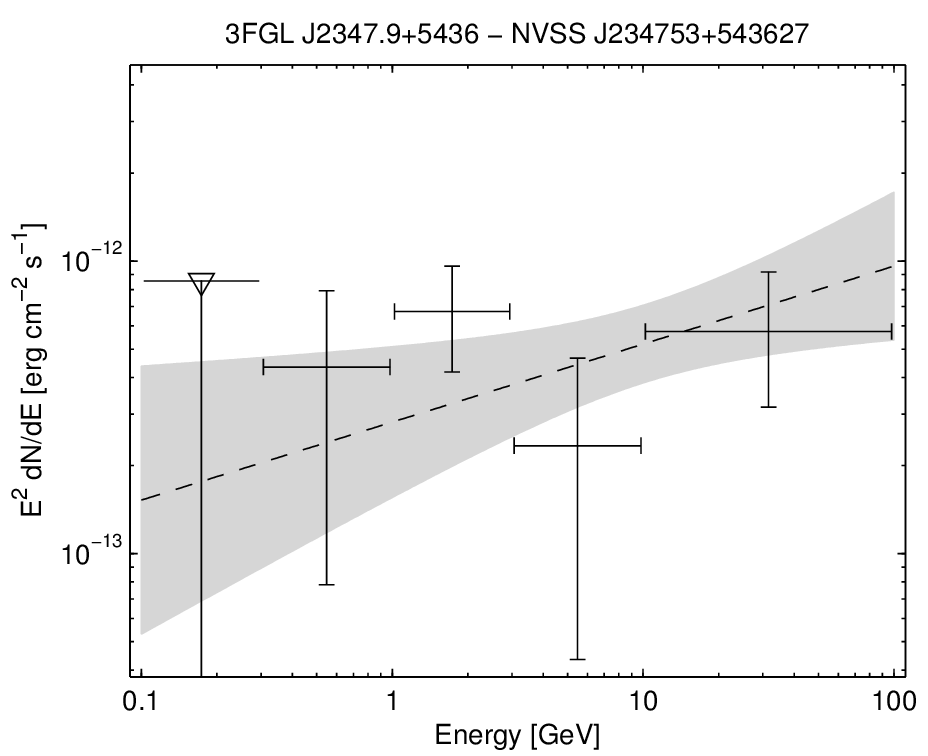 3FGL J2347.9+5436 − NVSS J234753+543627
E² dN/dE [erg cm⁻² s⁻¹]
10⁻¹²
10⁻¹³
0.1 1 10 100
Energy [GeV]